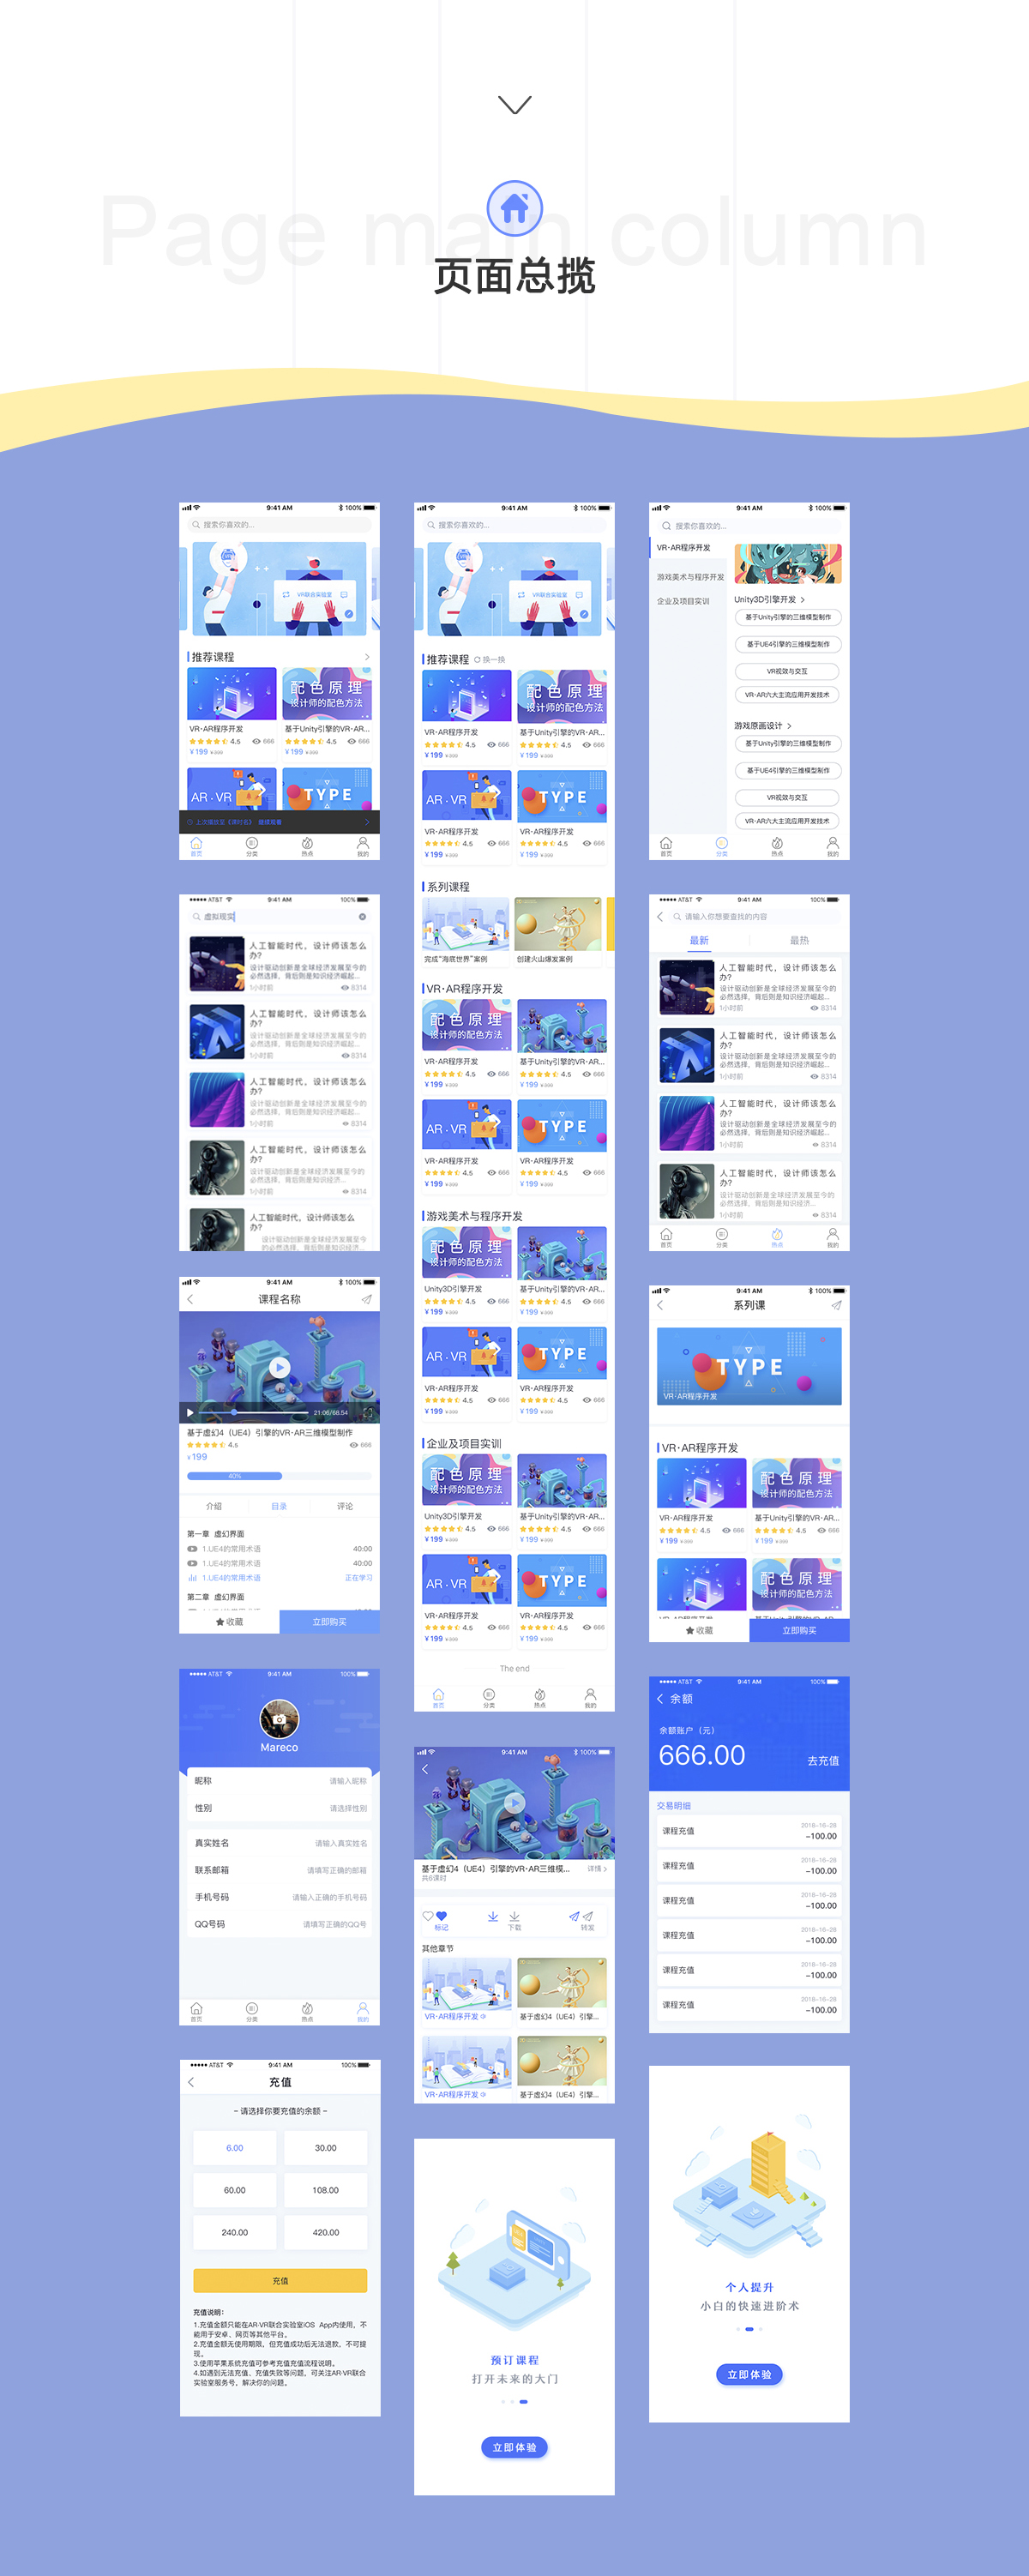 Page main column
页面总揽
9:41 AM
100%
搜索你喜欢的...
VR联合实验室
推荐课程
配色原理
设计师的配色方法
VR·AR程序开发
基于Unity引擎的VR·AR...
4.5 666 4.5 666
¥199 ¥399 ¥199 ¥399
AR·VR
TYPE
上次播放至《课时名》 继续观看
首页 分类 热点 我的
●●●●● AT&T 9:41 AM 100%
虚拟现实
人工智能时代，设计师该怎么
办?
设计驱动创新是全球经济发展至今的
必然选择，背后则是知识经济崛起...
1小时前 8314
人工智能时代，设计师该怎么
办?
设计驱动创新是全球经济发展至今的
必然选择，背后则是知识经济崛起...
1小时前 8314
人工智能时代，设计师该怎么
办?
设计驱动创新是全球经济发展至今的
必然选择，背后则是知识经济崛起...
1小时前 8314
人工智能时代，设计师该怎么
办?
设计驱动创新是全球经济发展至今的
必然选择，背后则是知识经济...
1小时前 8314
人工智能时代，设计师该怎么
办?
设计驱动创新是全球经济发展至今
的必然选择，背后则是知识经济崛
9:41 AM 100%
课程名称
21:06/68.54
基于虚幻4（UE4）引擎的VR·AR三维模型制作
4.5 666
¥199
40%
介绍 目录 评论
第一章 虚幻界面
1.UE4的常用术语 40:00
1.UE4的常用术语 40:00
1.UE4的常用术语 正在学习
第二章 虚幻界面
收藏 立即购买
●●●●● AT&T 9:41 AM 100%
Mareco
昵称 请输入昵称
性别 请选择性别
真实姓名 请输入真实姓名
联系邮箱 请填写正确的邮箱
手机号码 请输入正确的手机号码
QQ号码 请填写正确的QQ号
首页 分类 热点 我的
●●●●● AT&T 9:41 AM 100%
充值
- 请选择你要充值的余额 -
6.00 30.00
60.00 108.00
240.00 420.00
充值
充值说明：
1.充值金额只能在AR·VR联合实验室iOS App内使用，不
能用于安卓、网页等其他平台。
2.充值金额无使用期限，但充值成功后无法退款，不可提
现。
3.使用苹果系统充值可参考充值充值流程说明。
4.如遇到无法充值、充值失败等问题，可关注AR·VR联合
实验室服务号，解决你的问题。
9:41 AM 100%
搜索你喜欢的...
VR联合实验室
推荐课程 换一换
配色原理
设计师的配色方法
VR·AR程序开发 基于Unity引擎的VR·AR...
4.5 666 4.5 666
¥199 ¥399 ¥199 ¥399
AR·VR TYPE
VR·AR程序开发 VR·AR程序开发
4.5 666 4.5 666
¥199 ¥399 ¥199 ¥399
系列课程
完成“海底世界”案例 创建火山爆发案例
VR·AR程序开发
配色原理
设计师的配色方法
VR·AR程序开发 基于Unity引擎的VR·AR...
4.5 666 4.5 666
¥199 ¥399 ¥199 ¥399
AR·VR TYPE
VR·AR程序开发 VR·AR程序开发
4.5 666 4.5 666
¥199 ¥399 ¥199 ¥399
游戏美术与程序开发
配色原理
设计师的配色方法
Unity3D引擎开发 基于Unity引擎的VR·AR...
4.5 666 4.5 666
¥199 ¥399 ¥199 ¥399
AR·VR TYPE
VR·AR程序开发 VR·AR程序开发
4.5 666 4.5 666
¥199 ¥399 ¥199 ¥399
企业及项目实训
配色原理
设计师的配色方法
Unity3D引擎开发 基于Unity引擎的VR·AR...
4.5 666 4.5 666
¥199 ¥399 ¥199 ¥399
AR·VR TYPE
VR·AR程序开发 VR·AR程序开发
4.5 666 4.5 666
¥199 ¥399 ¥199 ¥399
The end
首页 分类 热点 我的
9:41 AM 100%
基于虚幻4（UE4）引擎的VR·AR三维模... 详情
共6课时
标记 下载 转发
其他章节
VR·AR程序开发 基于虚幻4（UE4）引擎...
VR·AR程序开发 基于虚幻4（UE4）引擎...
预订课程
打开未来的大门
立即体验
9:41 AM 100%
搜索你喜欢的...
VR·AR程序开发
游戏美术与程序开发
企业及项目实训
Unity3D引擎开发
基于Unity引擎的三维模型制作
基于UE4引擎的三维模型制作
VR视效与交互
VR·AR六大主流应用开发技术
游戏原画设计
基于Unity引擎的三维模型制作
基于UE4引擎的三维模型制作
VR视效与交互
VR·AR六大主流应用开发技术
首页 分类 热点 我的
●●●●● AT&T 9:41 AM 100%
请输入你想要查找的内容
最新 最热
人工智能时代，设计师该怎么
办?
设计驱动创新是全球经济发展至今的
必然选择，背后则是知识经济崛起...
1小时前 8314
人工智能时代，设计师该怎么
办?
设计驱动创新是全球经济发展至今的
必然选择，背后则是知识经济崛起...
1小时前 8314
人工智能时代，设计师该怎么
办?
设计驱动创新是全球经济发展至今的
必然选择，背后则是知识经济崛起...
1小时前 8314
人工智能时代，设计师该怎么
办?
设计驱动创新是全球经济发展至今的
必然选择，背后则是知识经济...
1小时前 8314
首页 分类 热点 我的
9:41 AM 100%
系列课
TYPE
VR·AR程序开发
VR·AR程序开发
配色原理
设计师的配色方法
VR·AR程序开发 基于Unity引擎的VR·AR...
4.5 666 4.5 666
¥199 ¥399 ¥199 ¥399
配色原理
设计师的配色方法
收藏 立即购买
●●●●● AT&T 9:41 AM 100%
余额
余额账户（元）
666.00 去充值
交易明细
2018-16-28
课程充值 -100.00
2018-16-28
课程充值 -100.00
2018-16-28
课程充值 -100.00
2018-16-28
课程充值 -100.00
2018-16-28
课程充值 -100.00
2018-16-28
课程充值 -100.00
个人提升
小白的快速进阶术
立即体验